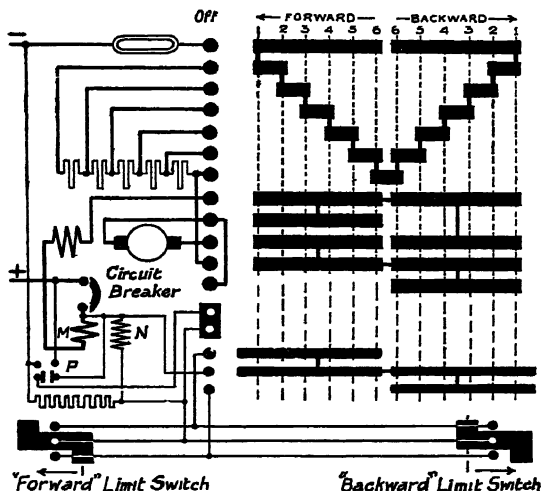 Off
FORWARD BACKWARD
1 2 3 4 5 6 6 5 4 3 2 1
−
+
Circuit
Breaker
M N
P
"Forward" Limit Switch
"Backward" Limit Switch